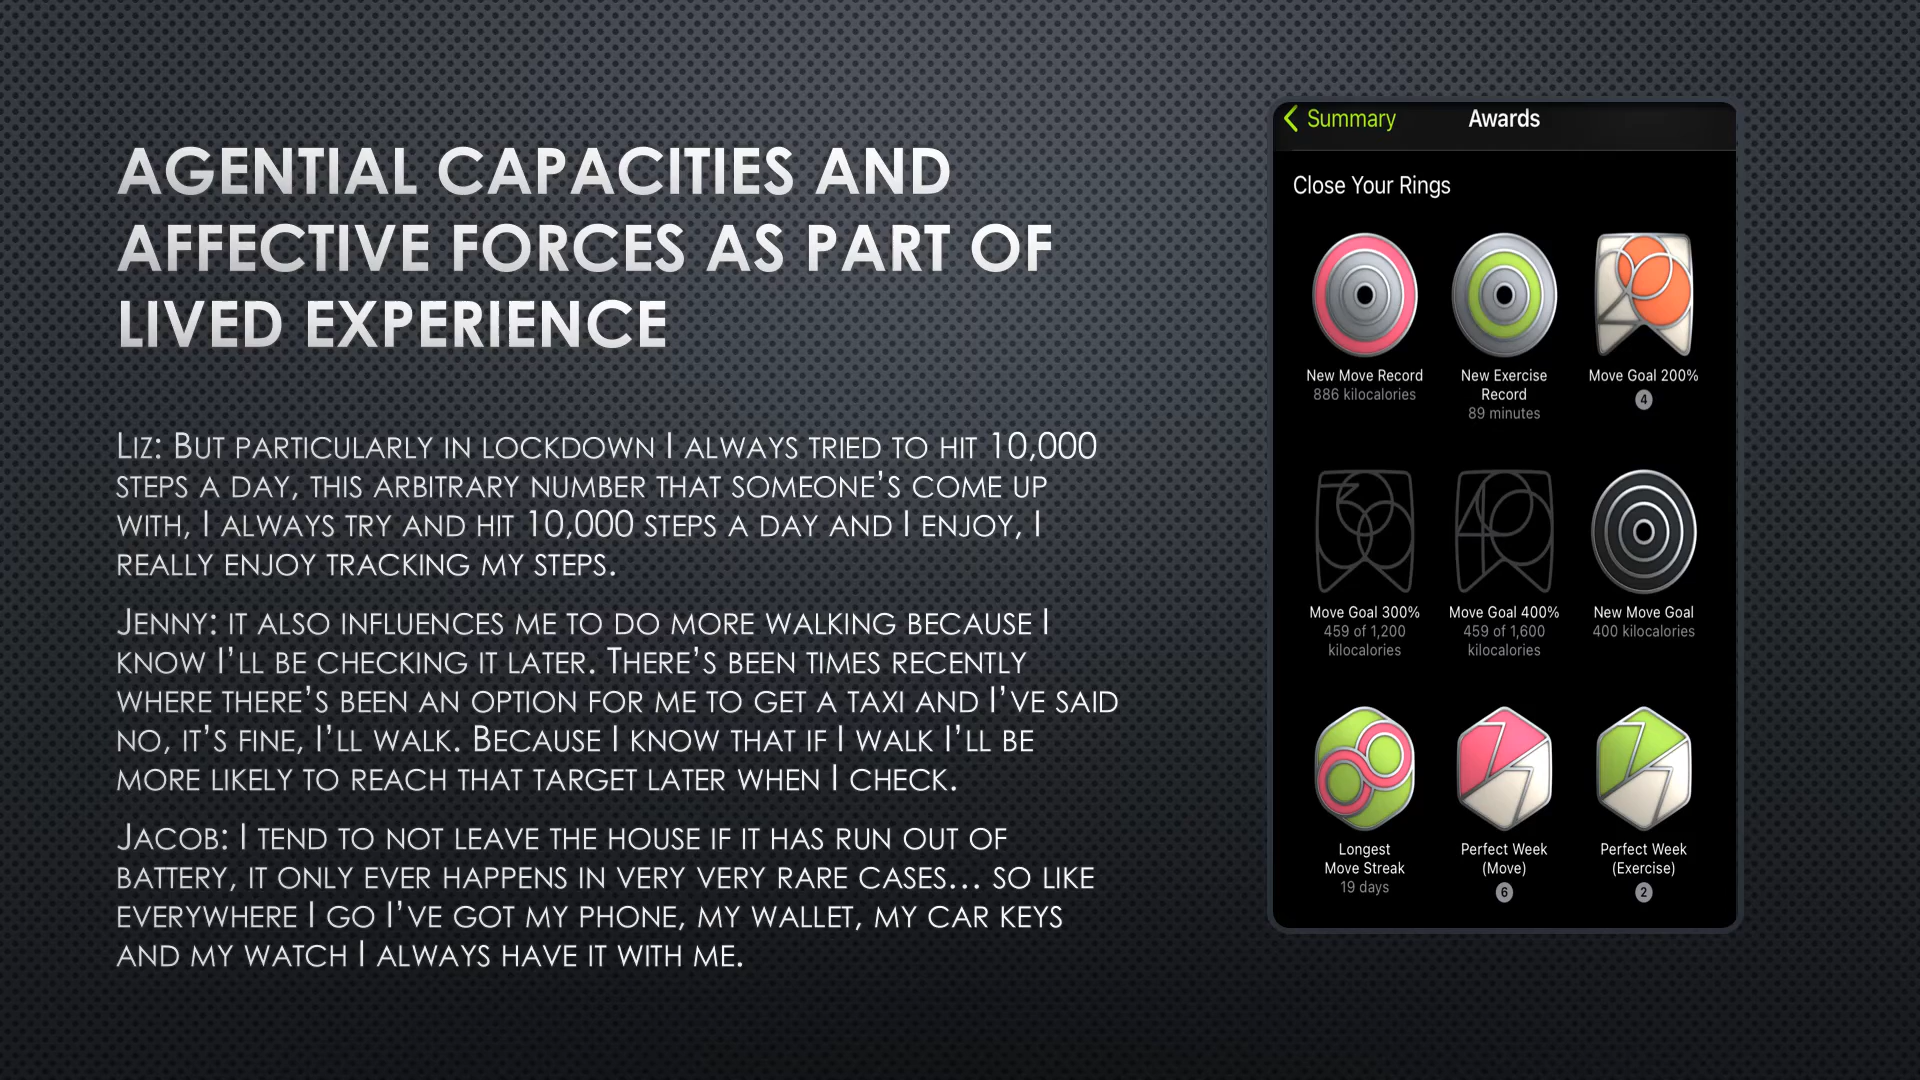 AGENTIAL CAPACITIES AND
AFFECTIVE FORCES AS PART OF
LIVED EXPERIENCE
LIZ: BUT PARTICULARLY IN LOCKDOWN I ALWAYS TRIED TO HIT 10,000
STEPS A DAY, THIS ARBITRARY NUMBER THAT SOMEONE'S COME UP
WITH, I ALWAYS TRY AND HIT 10,000 STEPS A DAY AND I ENJOY, I
REALLY ENJOY TRACKING MY STEPS.
JENNY: IT ALSO INFLUENCES ME TO DO MORE WALKING BECAUSE I
KNOW I'LL BE CHECKING IT LATER. THERE'S BEEN TIMES RECENTLY
WHERE THERE'S BEEN AN OPTION FOR ME TO GET A TAXI AND I'VE SAID
NO, IT'S FINE, I'LL WALK. BECAUSE I KNOW THAT IF I WALK I'LL BE
MORE LIKELY TO REACH THAT TARGET LATER WHEN I CHECK.
JACOB: I TEND TO NOT LEAVE THE HOUSE IF IT HAS RUN OUT OF
BATTERY, IT ONLY EVER HAPPENS IN VERY VERY RARE CASES... SO LIKE
EVERYWHERE I GO I'VE GOT MY PHONE, MY WALLET, MY CAR KEYS
AND MY WATCH I ALWAYS HAVE IT WITH ME.
Summary
Awards
Close Your Rings
New Move Record
886 kilocalories
New Exercise
Record
89 minutes
Move Goal 200%
4
Move Goal 300%
459 of 1,200
kilocalories
Move Goal 400%
459 of 1,600
kilocalories
New Move Goal
400 kilocalories
Longest
Move Streak
19 days
Perfect Week
(Move)
6
Perfect Week
(Exercise)
2